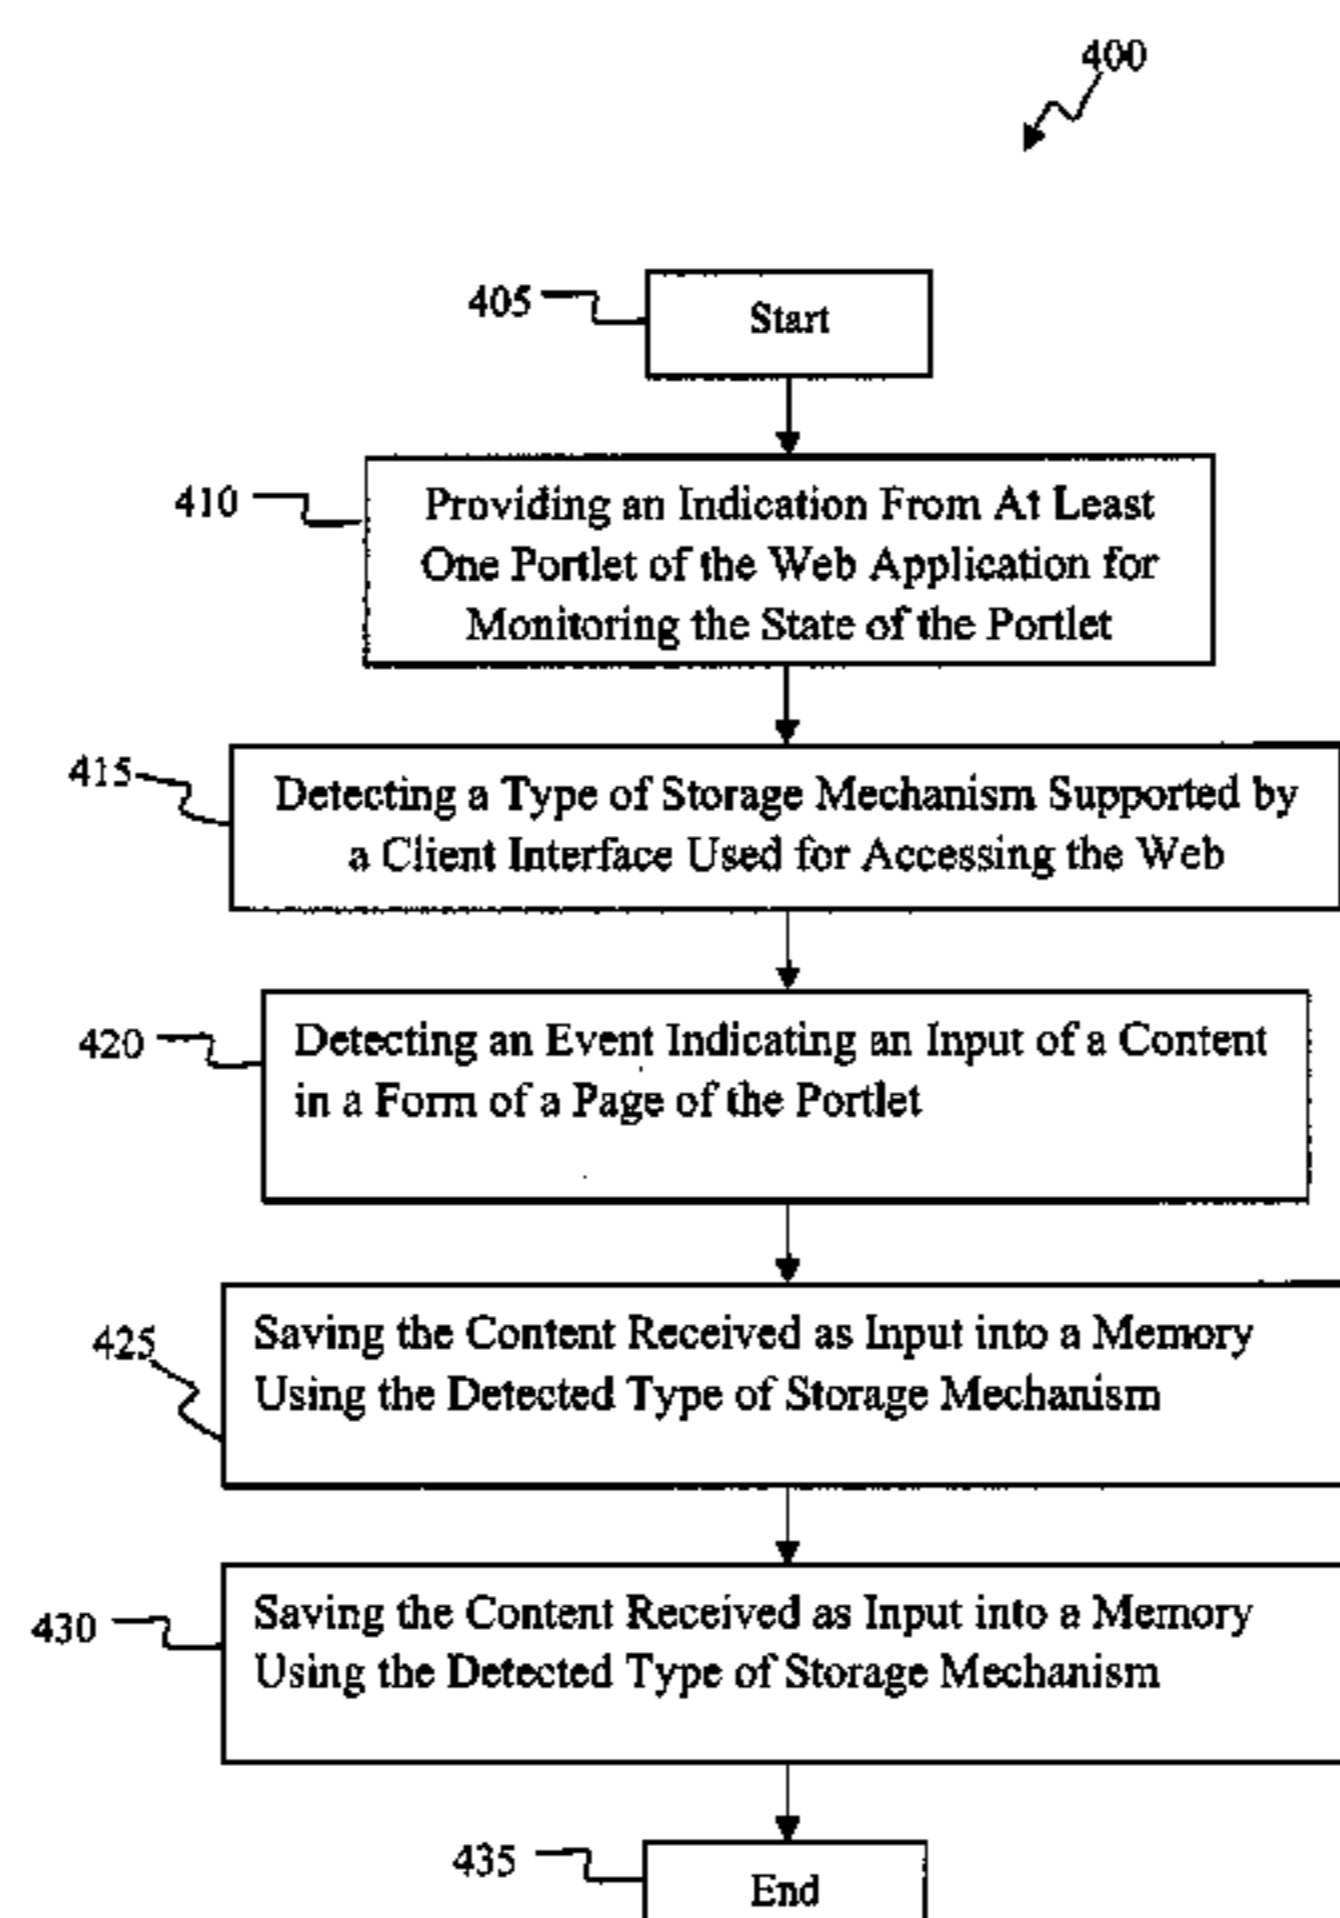 400
405
Start
410
Providing an Indication From At Least
One Portlet of the Web Application for
Monitoring the State of the Portlet
415
Detecting a Type of Storage Mechanism Supported by
a Client Interface Used for Accessing the Web
420
Detecting an Event Indicating an Input of a Content
in a Form of a Page of the Portlet
425
Saving the Content Received as Input into a Memory
Using the Detected Type of Storage Mechanism
430
Saving the Content Received as Input into a Memory
Using the Detected Type of Storage Mechanism
435
End